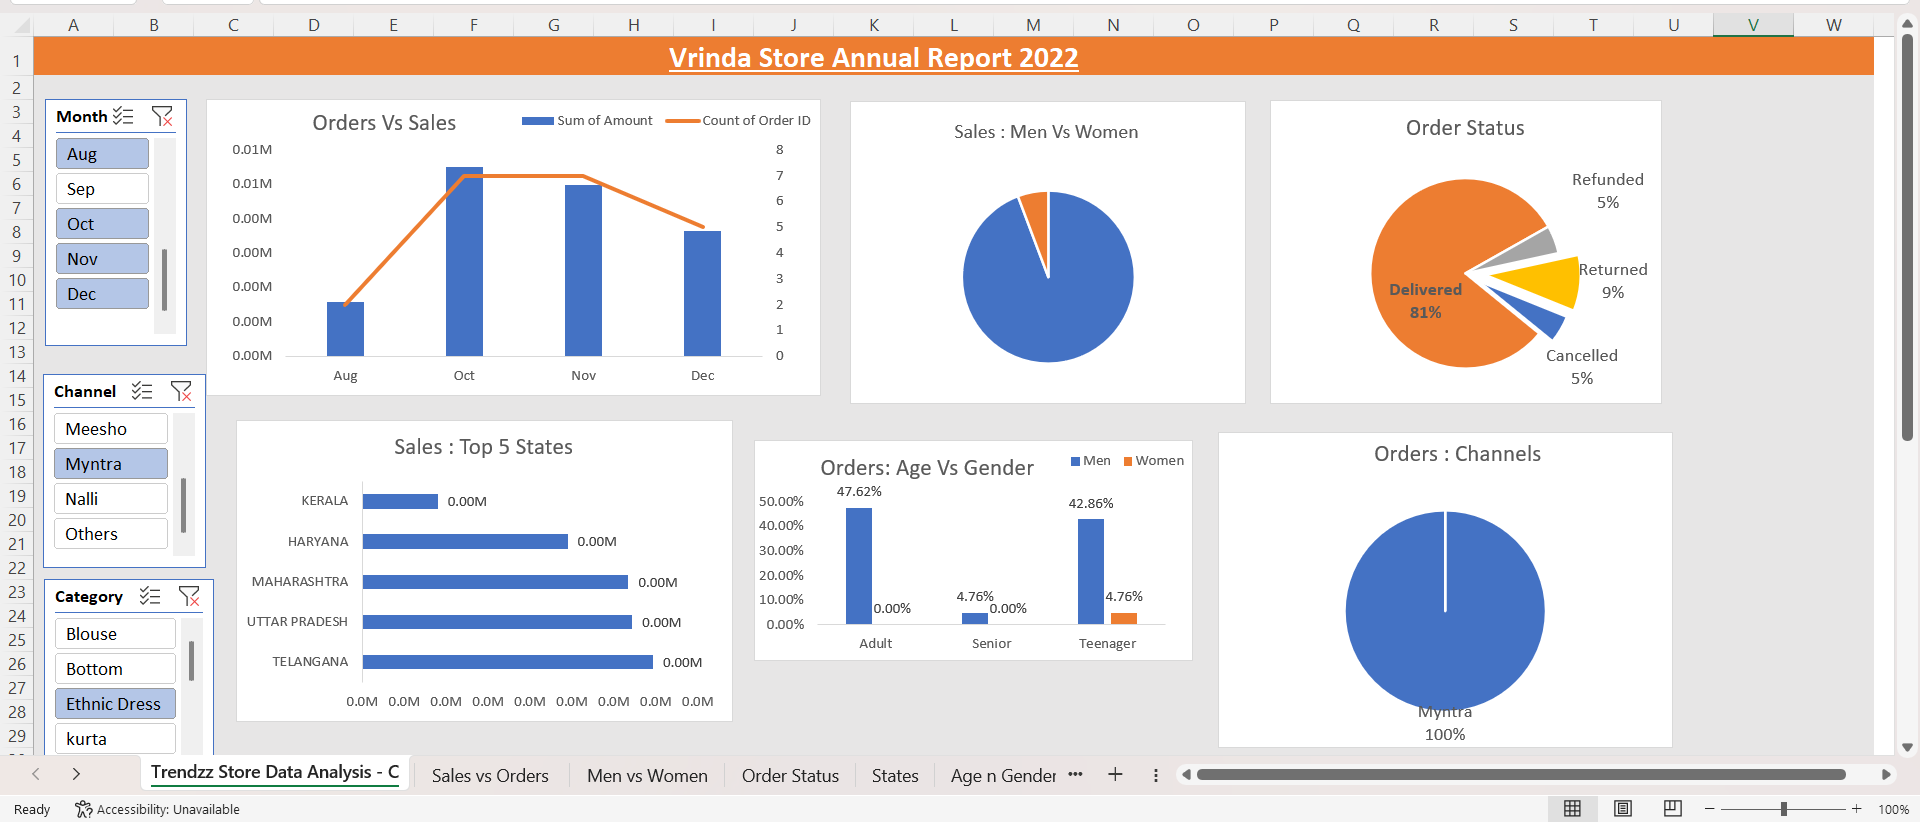 A B C D E F G H I J K L M N O P Q R S T U V W
1
2
3
4
5
6
7
8
9
10
11
12
13
14
15
16
17
18
19
20
21
22
23
24
25
26
27
28
29
Vrinda Store Annual Report 2022
Month
Aug
Sep
Oct
Nov
Dec
Orders Vs Sales
Sum of Amount
Count of Order ID
0.01M
0.01M
0.00M
0.00M
0.00M
0.00M
0.00M
8
7
6
5
4
3
2
1
0
Aug Oct Nov Dec
Sales : Men Vs Women
Order Status
Refunded
5%
Returned
9%
Delivered
81%
Cancelled
5%
Channel
Meesho
Myntra
Nalli
Others
Category
Blouse
Bottom
Ethnic Dress
kurta
Sales : Top 5 States
KERALA 0.00M
HARYANA 0.00M
MAHARASHTRA 0.00M
UTTAR PRADESH 0.00M
TELANGANA 0.00M
0.0M 0.0M 0.0M 0.0M 0.0M 0.0M 0.0M 0.0M 0.0M
Orders: Age Vs Gender
Men Women
50.00%
40.00%
30.00%
20.00%
10.00%
0.00%
47.62% 0.00%
4.76% 0.00%
42.86% 4.76%
Adult Senior Teenager
Orders : Channels
Myntra
100%
Trendzz Store Data Analysis - C
Sales vs Orders
Men vs Women
Order Status
States
Age n Gender
Ready
Accessibility: Unavailable
100%